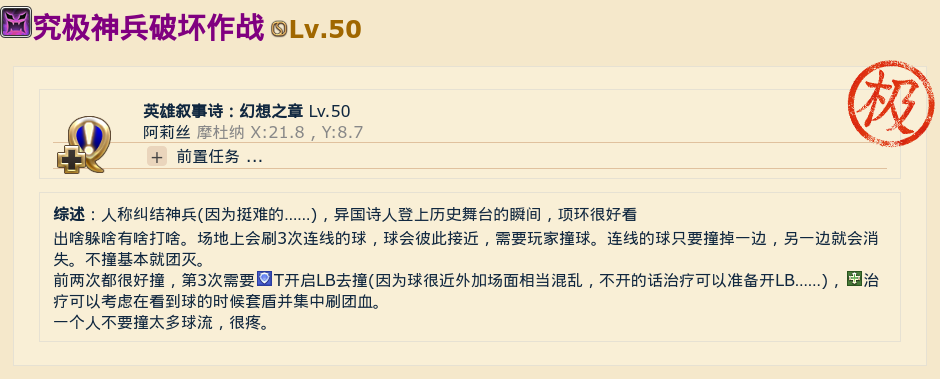 究极神兵破坏作战 Lv.50
极
英雄叙事诗：幻想之章 Lv.50
阿莉丝 摩杜纳 X:21.8 , Y:8.7
+ 前置任务 ...
综述：人称纠结神兵(因为挺难的……)，异国诗人登上历史舞台的瞬间，项环很好看
出啥躲啥有啥打啥。场地上会刷3次连线的球，球会彼此接近，需要玩家撞球。连线的球只要撞掉一边，另一边就会消
失。不撞基本就团灭。
前两次都很好撞，第3次需要T开启LB去撞(因为球很近外加场面相当混乱，不开的话治疗可以准备开LB……)，治
疗可以考虑在看到球的时候套盾并集中刷团血。
一个人不要撞太多球流，很疼。